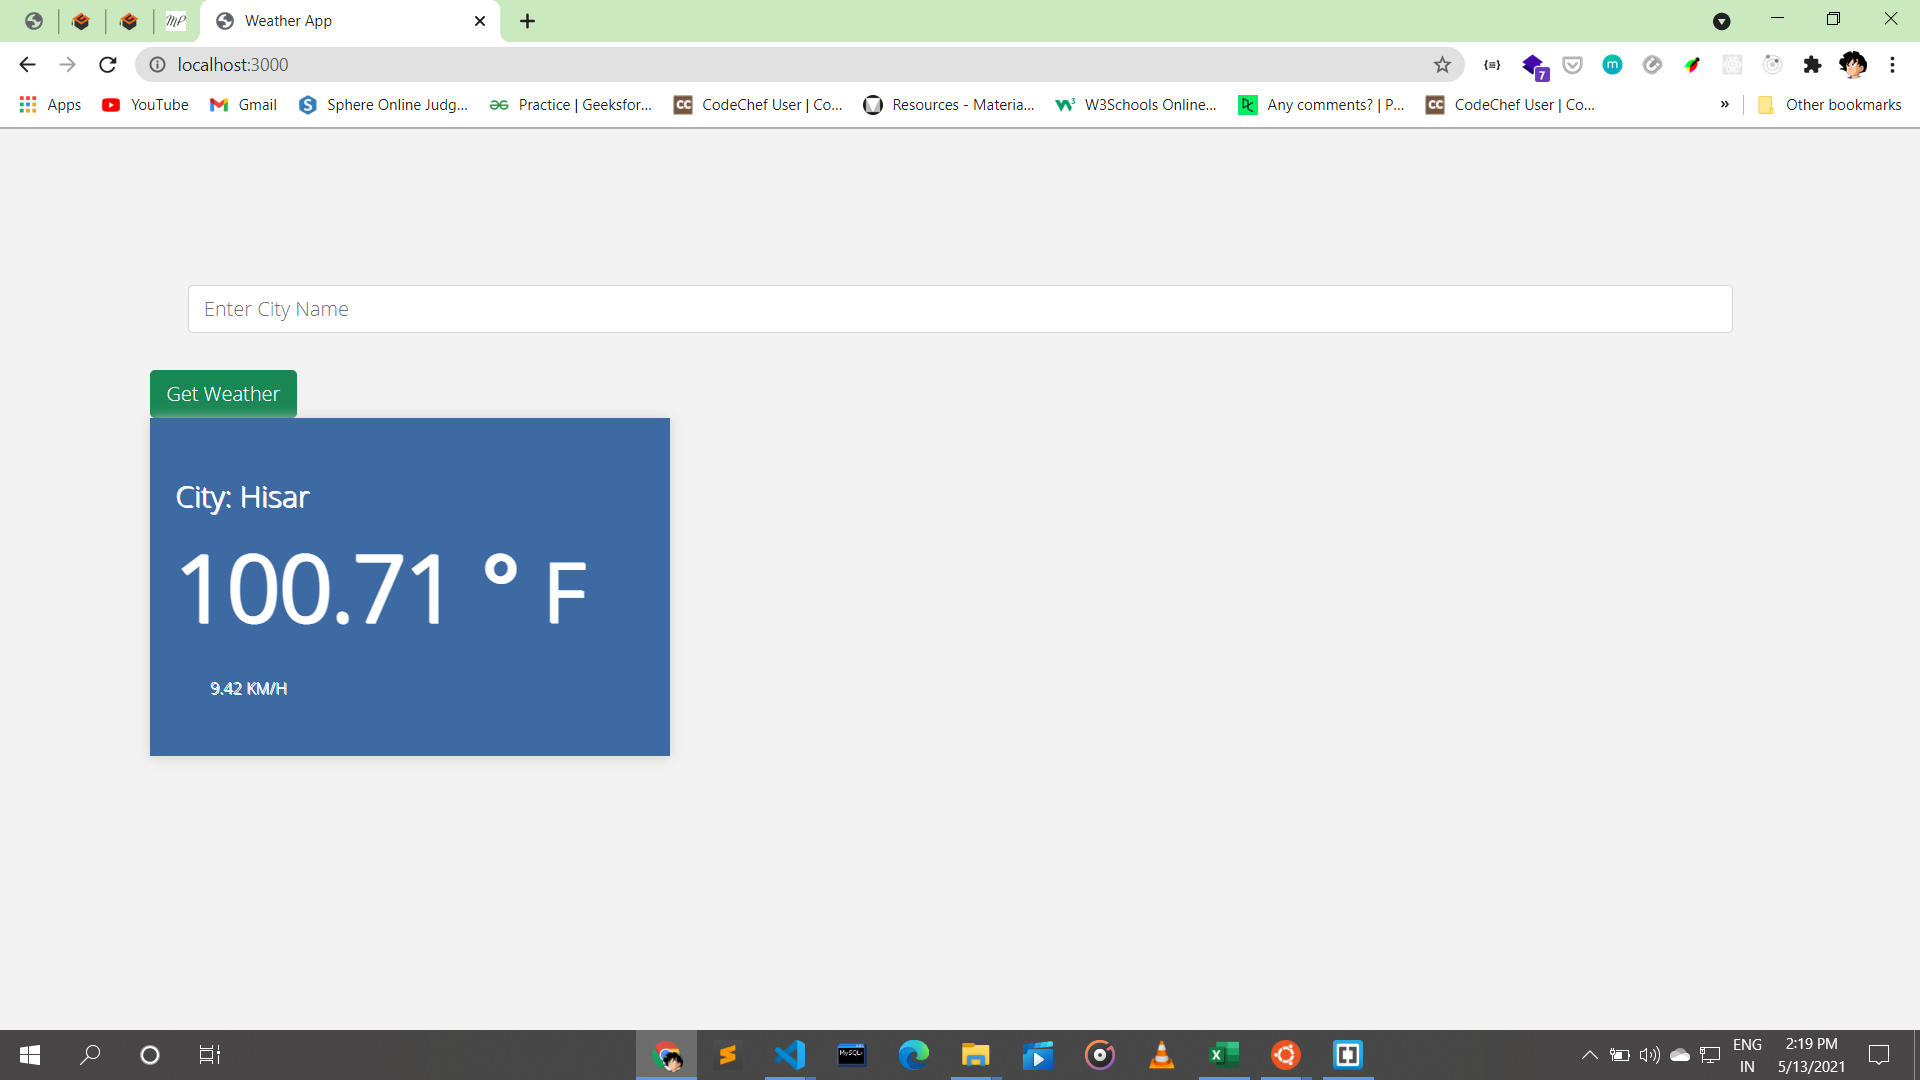 Weather App
localhost:3000
7
m
Apps
YouTube
Gmail
Sphere Online Judg...
Practice | Geeksfor...
CodeChef User | Co...
Resources - Materia...
W3Schools Online...
Any comments? | P...
CodeChef User | Co...
»
Other bookmarks
Enter City Name
Get Weather
City: Hisar
100.71 ° F
9.42 KM/H
ENG
IN
2:19 PM
5/13/2021